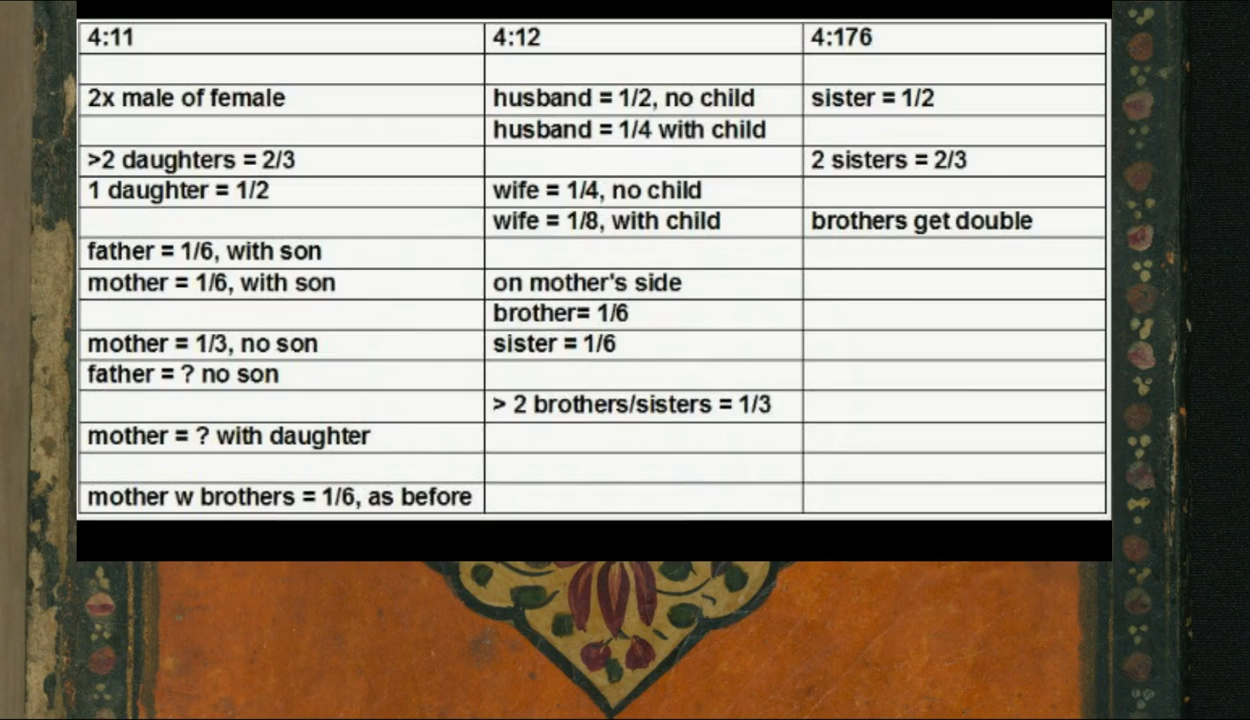 4:11 4:12 4:176
2x male of female husband = 1/2, no child sister = 1/2
husband = 1/4 with child
>2 daughters = 2/3 2 sisters = 2/3
1 daughter = 1/2 wife = 1/4, no child
wife = 1/8, with child brothers get double
father = 1/6, with son
mother = 1/6, with son on mother's side
brother= 1/6
mother = 1/3, no son sister = 1/6
father = ? no son
> 2 brothers/sisters = 1/3
mother = ? with daughter
mother w brothers = 1/6, as before